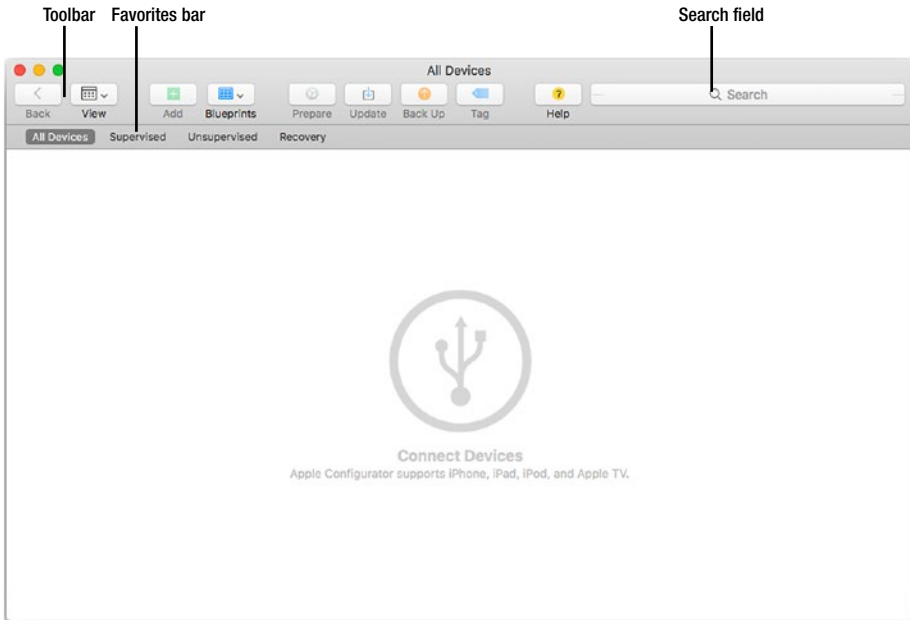 Toolbar Favorites bar Search field
All Devices
Search
Back View Add Blueprints Prepare Update Back Up Tag Help
All Devices Supervised Unsupervised Recovery
Connect Devices
Apple Configurator supports iPhone, iPad, iPod, and Apple TV.